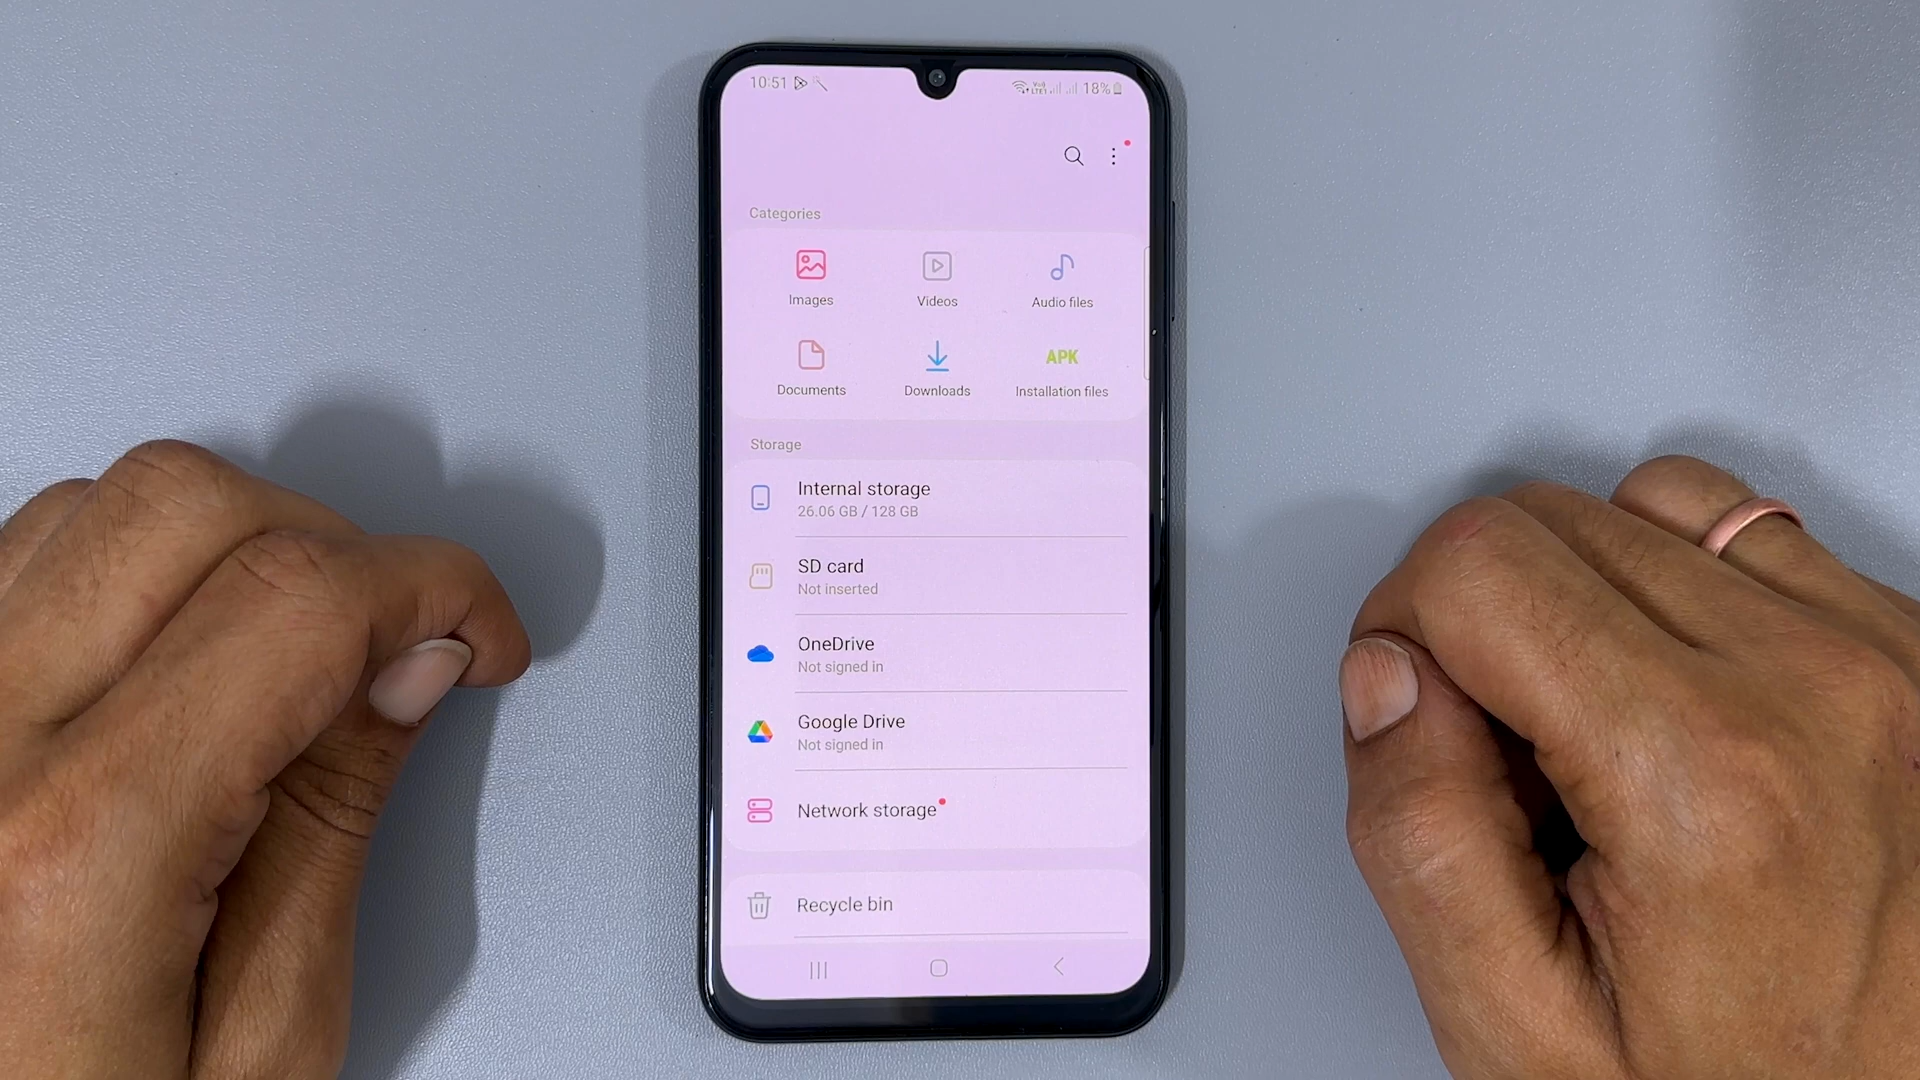 10:51 18%
Categories
Images Videos Audio files
APK
Documents Downloads Installation files
Storage
Internal storage
26.06 GB / 128 GB
SD card
Not inserted
OneDrive
Not signed in
Google Drive
Not signed in
Network storage
Recycle bin